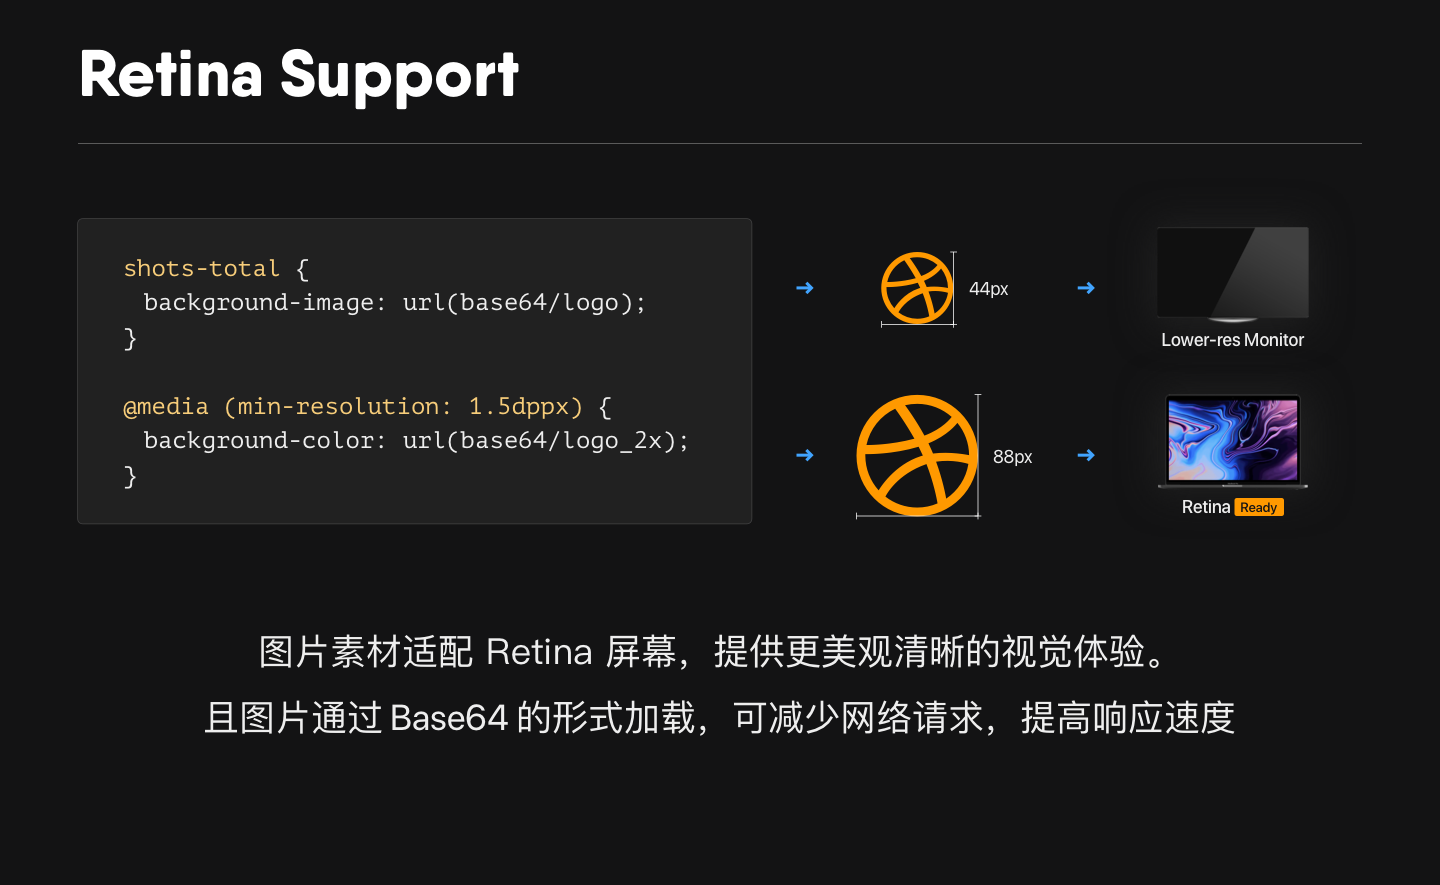 Retina Support
shots-total {
background-image: url(base64/logo);
}
@media (min-resolution: 1.5dppx) {
background-color: url(base64/logo_2x);
}
44px
Lower-res Monitor
88px
Retina Ready
图片素材适配 Retina 屏幕，提供更美观清晰的视觉体验。
且图片通过 Base64 的形式加载，可减少网络请求，提高响应速度